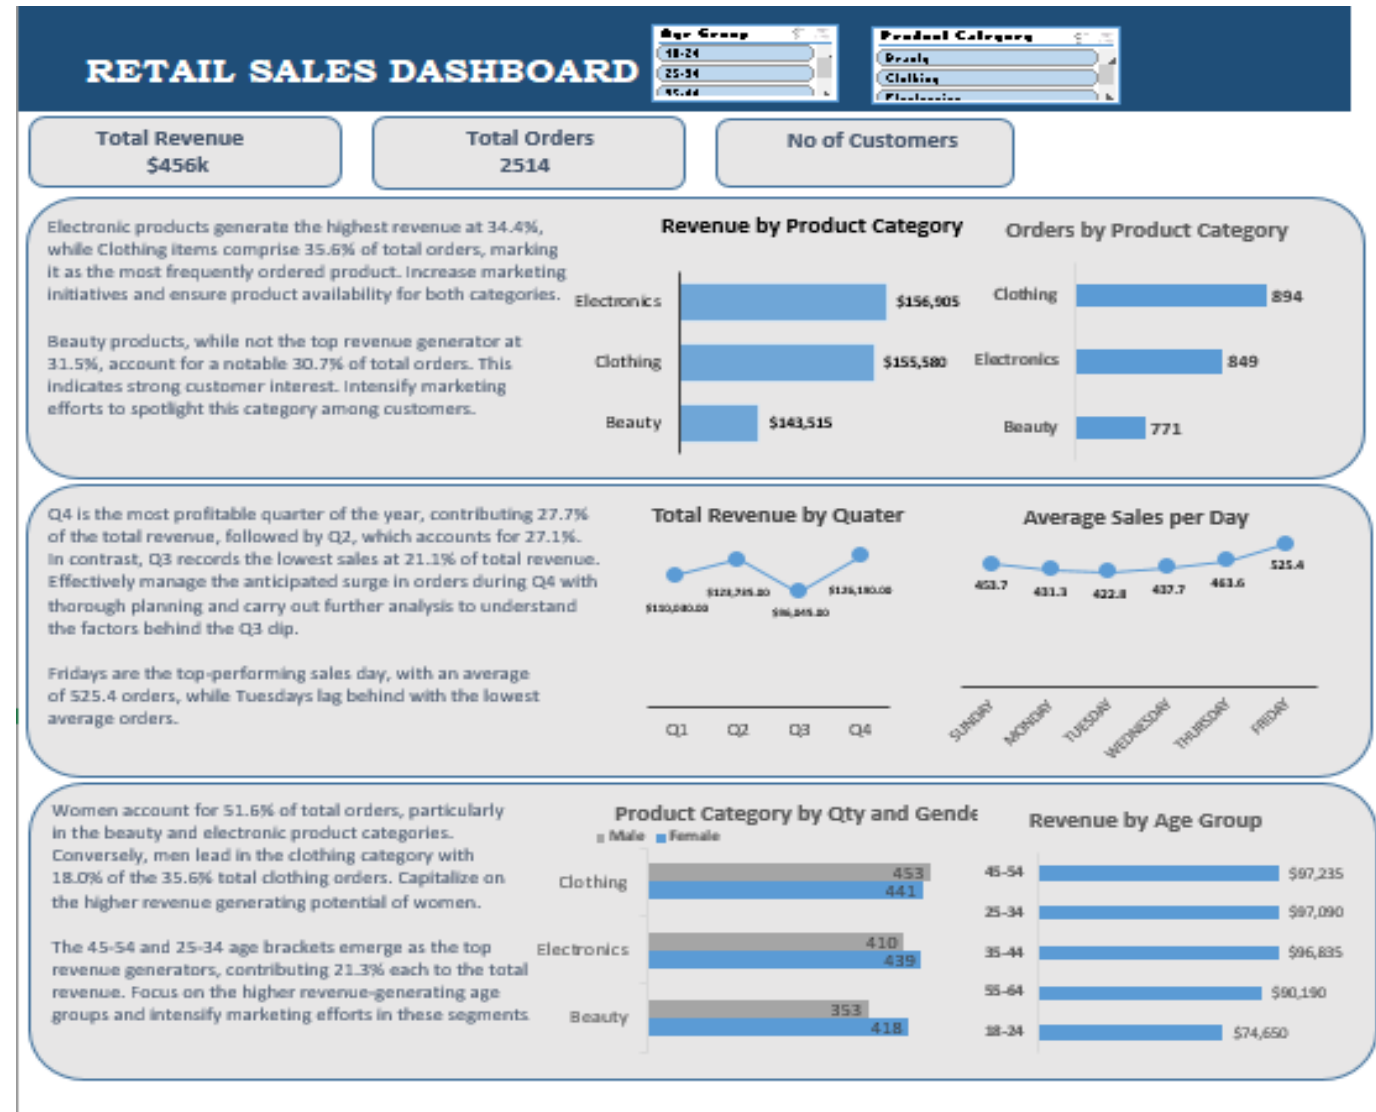 RETAIL SALES DASHBOARD
Age Group
18-24
25-34
35-44
Product Category
Beauty
Clothing
Electronics
Total Revenue
$456k
Total Orders
2514
No of Customers
Electronic products generate the highest revenue at 34.4%,
while Clothing items comprise 35.6% of total orders, marking
it as the most frequently ordered product. Increase marketing
initiatives and ensure product availability for both categories.
Beauty products, while not the top revenue generator at
31.5%, account for a notable 30.7% of total orders. This
indicates strong customer interest. Intensify marketing
efforts to spotlight this category among customers.
Revenue by Product Category
Electronics $156,905
Clothing $155,580
Beauty $143,515
Orders by Product Category
Clothing 894
Electronics 849
Beauty 771
Q4 is the most profitable quarter of the year, contributing 27.7%
of the total revenue, followed by Q2, which accounts for 27.1%.
In contrast, Q3 records the lowest sales at 21.1% of total revenue.
Effectively manage the anticipated surge in orders during Q4 with
thorough planning and carry out further analysis to understand
the factors behind the Q3 dip.
Fridays are the top-performing sales day, with an average
of 525.4 orders, while Tuesdays lag behind with the lowest
average orders.
Total Revenue by Quater
Q1 Q2 Q3 Q4
Average Sales per Day
453.7 431.3 422.8 437.7 463.6 525.4
SUNDAY MONDAY TUESDAY WEDNESDAY THURSDAY FRIDAY
Women account for 51.6% of total orders, particularly
in the beauty and electronic product categories.
Conversely, men lead in the clothing category with
18.0% of the 35.6% total clothing orders. Capitalize on
the higher revenue generating potential of women.
The 45-54 and 25-34 age brackets emerge as the top
revenue generators, contributing 21.3% each to the total
revenue. Focus on the higher revenue-generating age
groups and intensify marketing efforts in these segments
Product Category by Qty and Gende
Male Female
Clothing 453
441
Electronics 410
439
Beauty 353
418
Revenue by Age Group
45-54 $97,235
25-34 $97,090
35-44 $96,835
55-64 $90,190
18-24 $74,650